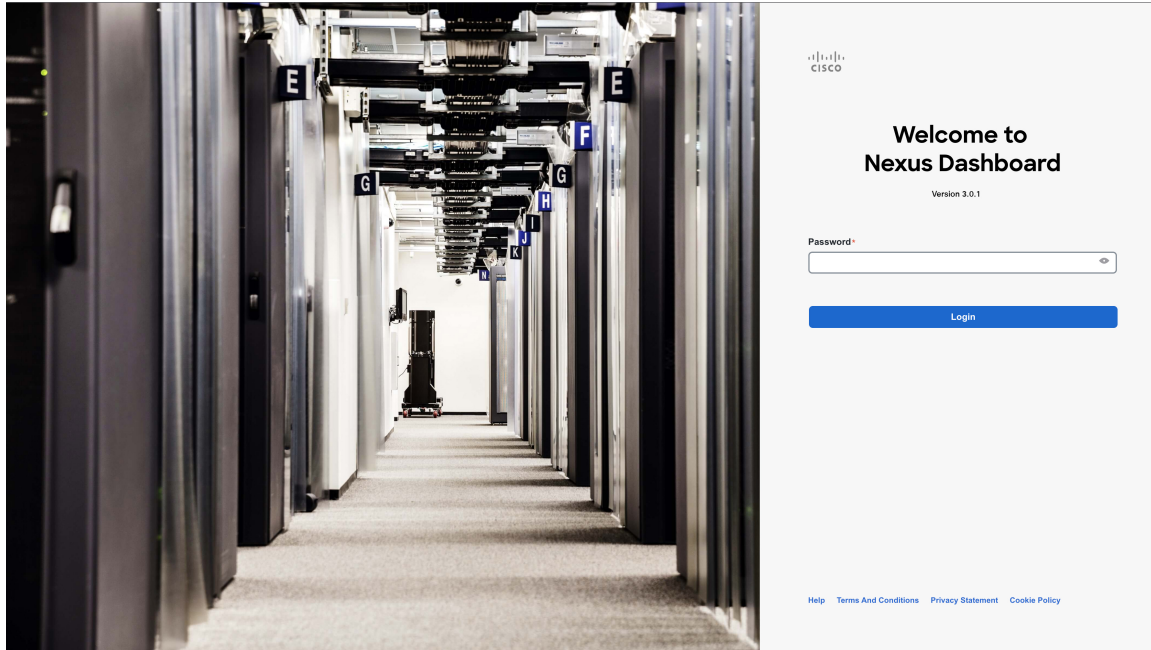 E
E
F
G
G
H
I
J
K
N
CISCO
Welcome to
Nexus Dashboard
Version 3.0.1
Password*
Login
Help Terms And Conditions Privacy Statement Cookie Policy